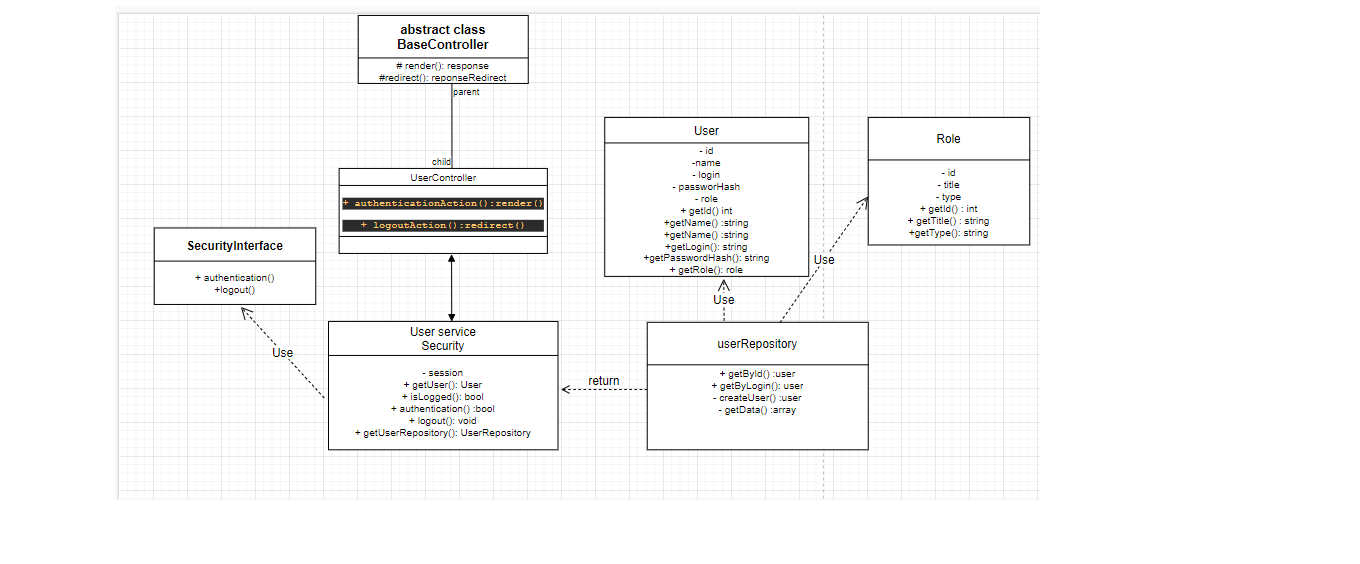 abstract class
BaseController
# render(): response
#redirect(): reponseRedirect
parent
child
UserController
+ authenticationAction():render()
+ logoutAction():redirect()
SecurityInterface
+ authentication()
+logout()
Use
User service
Security
- session
+ getUser(): User
+ isLogged(): bool
+ authentication() :bool
+ logout(): void
+ getUserRepository(): UserRepository
return
User
- id
-name
- login
- passworHash
- role
+ getId() int
+getName() :string
+getName() :string
+getLogin(): string
+getPasswordHash(): string
+ getRole(): role
Use
userRepository
+ getById() :user
+ getByLogin(): user
- createUser() :user
- getData() :array
Use
Role
- id
- title
- type
+ getId() : int
+ getTitle() : string
+getType(): string